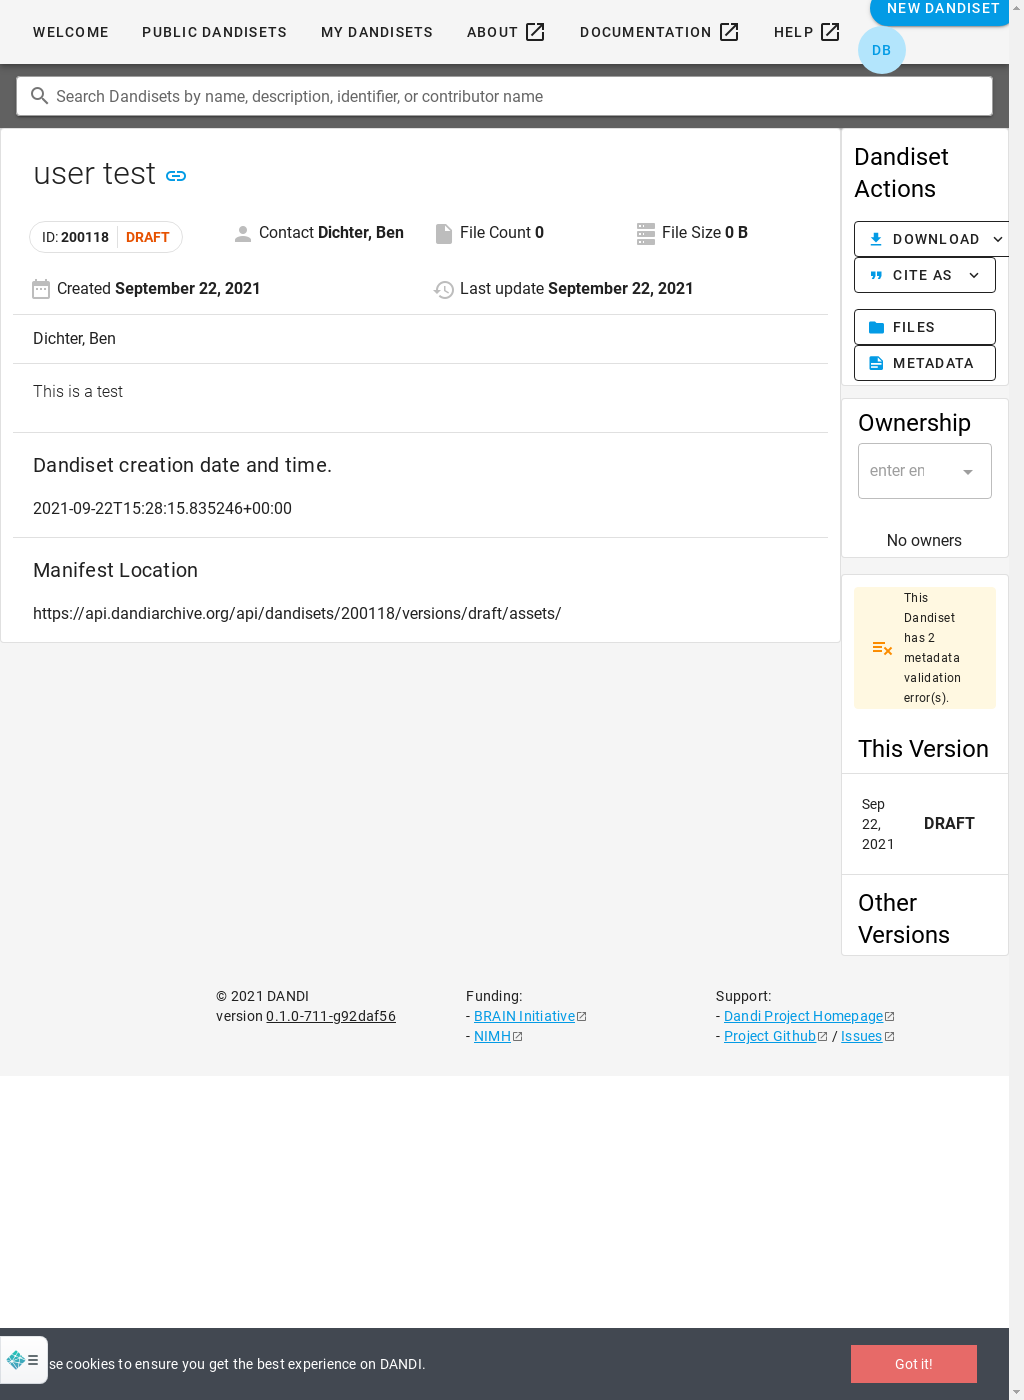 WELCOME PUBLIC DANDISETS MY DANDISETS ABOUT DOCUMENTATION HELP NEW DANDISET
DB
Search Dandisets by name, description, identifier, or contributor name
user test
ID: 200118 DRAFT Contact Dichter, Ben File Count 0 File Size 0 B
Created September 22, 2021 Last update September 22, 2021
Dichter, Ben
This is a test
Dandiset creation date and time.
2021-09-22T15:28:15.835246+00:00
Manifest Location
https://api.dandiarchive.org/api/dandisets/200118/versions/draft/assets/
Dandiset
Actions
DOWNLOAD
CITE AS
FILES
METADATA
Ownership
enter en
No owners
This
Dandiset
has 2
metadata
validation
error(s).
This Version
Sep
22,
2021
DRAFT
Other
Versions
© 2021 DANDI
version 0.1.0-711-g92daf56
Funding:
- BRAIN Initiative
- NIMH
Support:
- Dandi Project Homepage
- Project Github / Issues
se cookies to ensure you get the best experience on DANDI.
Got it!